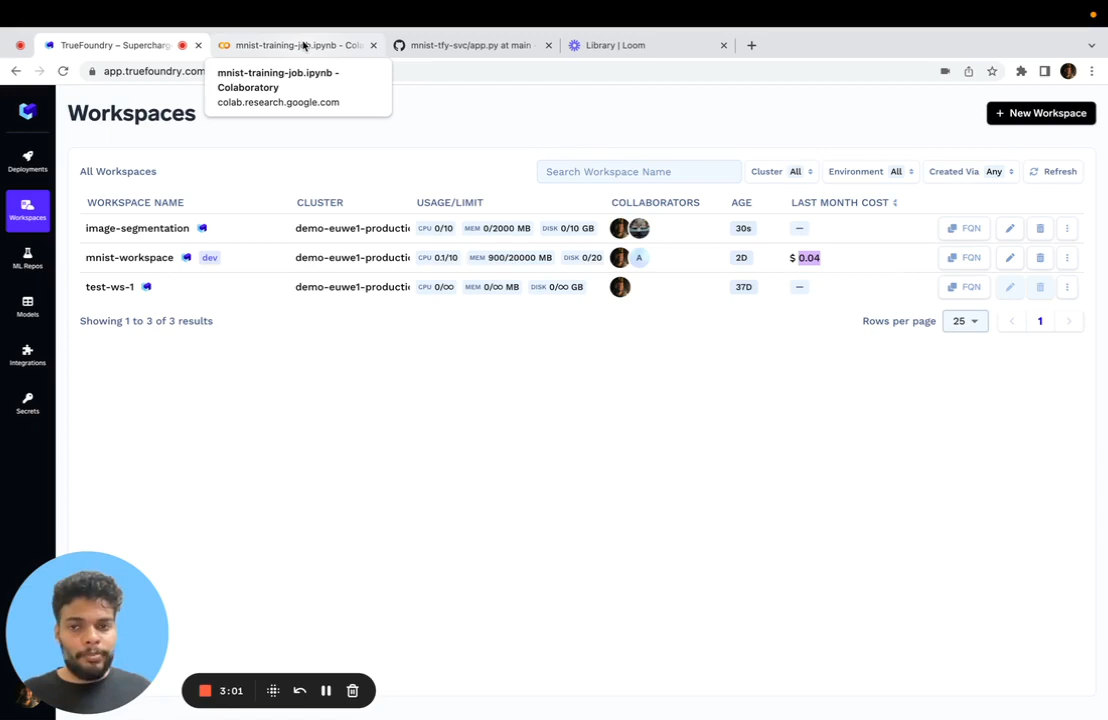 TrueFoundry – Supercharg
mnist-training-job.ipynb - Cola
mnist-tfy-svc/app.py at main
Library | Loom
app.truefoundry.com
mnist-training-job.ipynb -
Colaboratory
colab.research.google.com
Workspaces
+ New Workspace
Deployments
Workspaces
ML Repos
Models
Integrations
Secrets
All Workspaces
Search Workspace Name
Cluster All
Environment All
Created Via Any
Refresh
WORKSPACE NAME CLUSTER USAGE/LIMIT COLLABORATORS AGE LAST MONTH COST
image-segmentation demo-euwe1-productio CPU 0/10 MEM 0/2000 MB DISK 0/10 GB 30s — FQN
mnist-workspace dev demo-euwe1-productio CPU 0.1/10 MEM 900/20000 MB DISK 0/20 A 2D $ 0.04 FQN
test-ws-1 demo-euwe1-productio CPU 0/∞ MEM 0/∞ MB DISK 0/∞ GB 37D — FQN
Showing 1 to 3 of 3 results
Rows per page 25
1
3:01